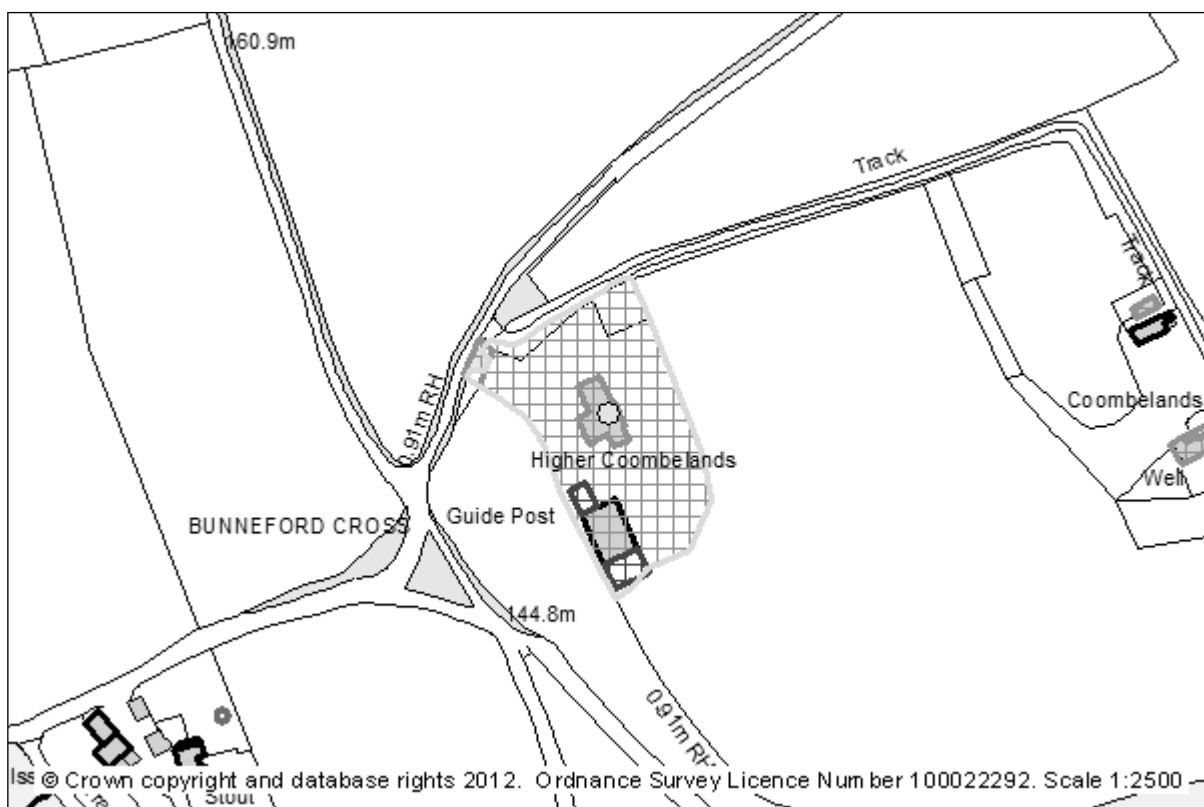 160.9m
Track
Track
0.91m RH
Coombelands
Higher Coombelands
Well
BUNNEFORD CROSS
Guide Post
144.8m
0.91m RH
Iss
© Crown copyright and database rights 2012. Ordnance Survey Licence Number 100022292. Scale 1:2500
Stout